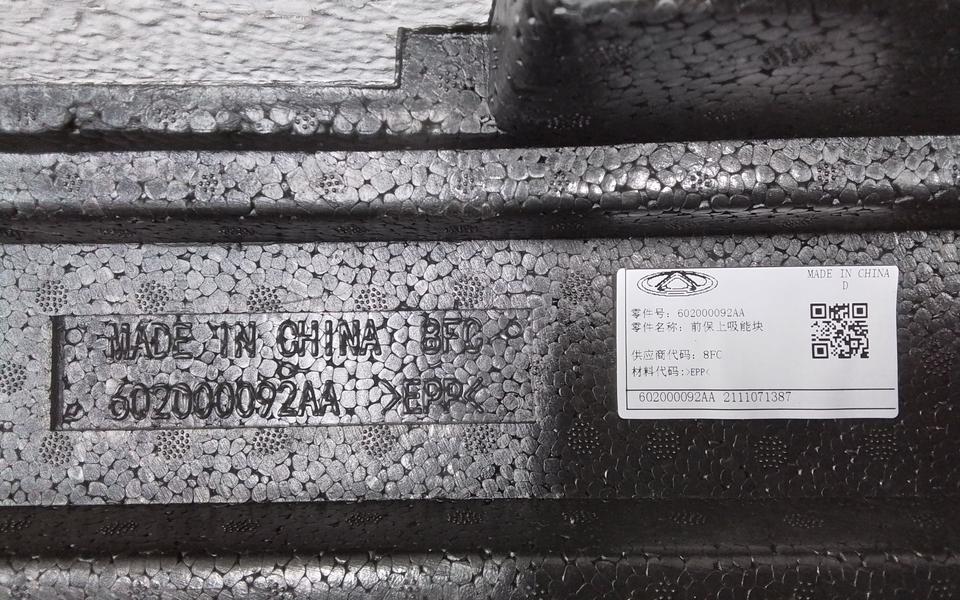 MADE IN CHINA 8FC
602000092AA >EPP<
MADE IN CHINA
D
零件号: 602000092AA
零件名称: 前保上吸能块
供应商代码: 8FC
材料代码:>EPP<
602000092AA 2111071387